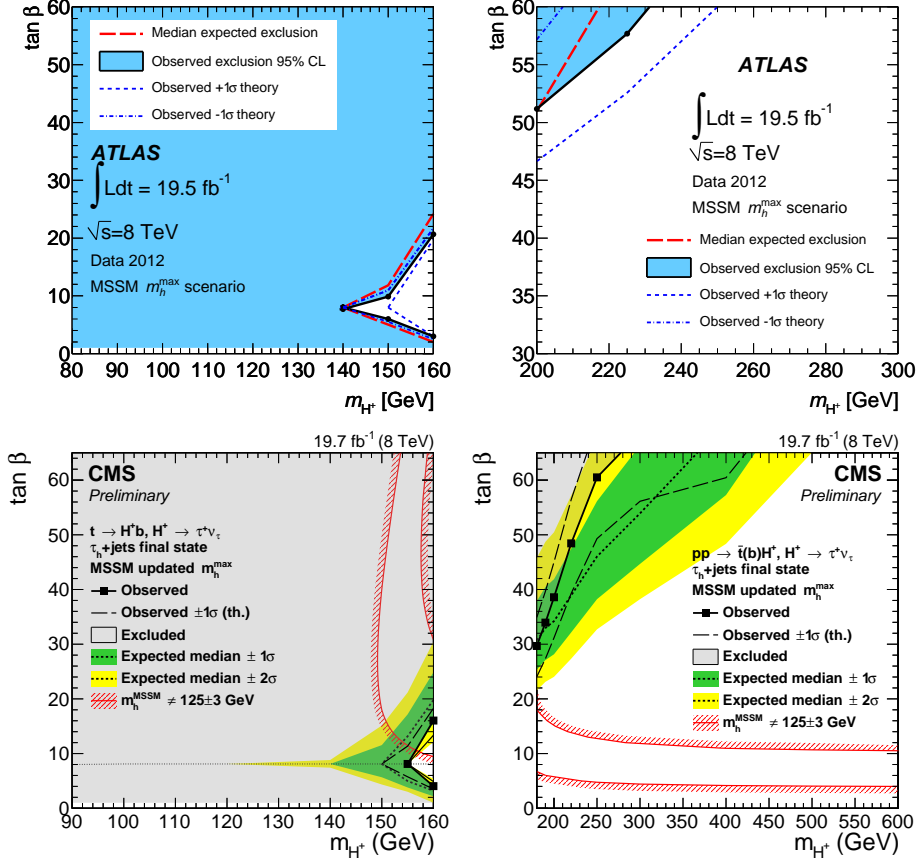 tan β
60
50
40
30
20
10
0
Median expected exclusion
Observed exclusion 95% CL
Observed +1σ theory
Observed -1σ theory
ATLAS
∫Ldt = 19.5 fb⁻¹
√s=8 TeV
Data 2012
MSSM m_h^max scenario
80 90 100 110 120 130 140 150 160
m_H⁺ [GeV]
tan β
60
55
50
45
40
35
30
ATLAS
∫Ldt = 19.5 fb⁻¹
√s=8 TeV
Data 2012
MSSM m_h^max scenario
Median expected exclusion
Observed exclusion 95% CL
Observed +1σ theory
Observed -1σ theory
200 225 250 275 300
m_H⁺ [GeV]
19.7 fb⁻¹ (8 TeV)
tan β
60
50
40
30
20
10
0
CMS
Preliminary
t → H⁺b, H⁺ → τ⁺ν_τ
τ_h+jets final state
MSSM updated m_h^max
Observed
Observed ±1σ (th.)
Excluded
Expected median ± 1σ
Expected median ± 2σ
m_h^MSSM ≠ 125±3 GeV
90 100 110 120 130 140 150 160
m_H⁺ (GeV)
19.7 fb⁻¹ (8 TeV)
tan β
60
50
40
30
20
10
0
CMS
Preliminary
pp → t̄(b)H⁺, H⁺ → τ⁺ν_τ
τ_h+jets final state
MSSM updated m_h^max
Observed
Observed ±1σ (th.)
Excluded
Expected median ± 1σ
Expected median ± 2σ
m_h^MSSM ≠ 125±3 GeV
200 250 300 350 400 450 500 550 600
m_H⁺ (GeV)